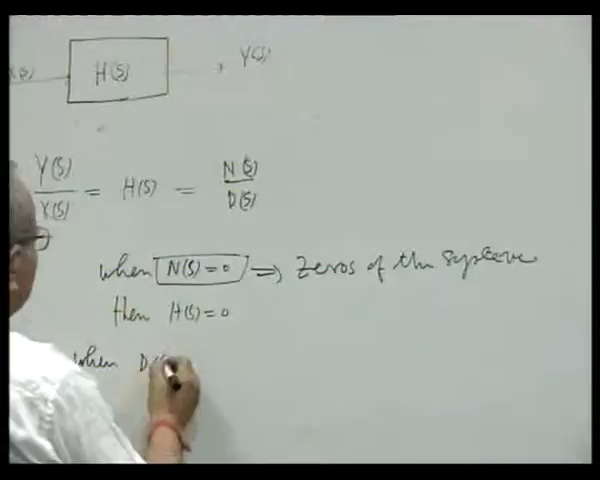 X(S) H(S) Y(S)
Y(S)/X(S) = H(S) = N(S)/D(S)
when N(S)=0 ⇒ Zeros of the system
then H(S)=0
when D(S